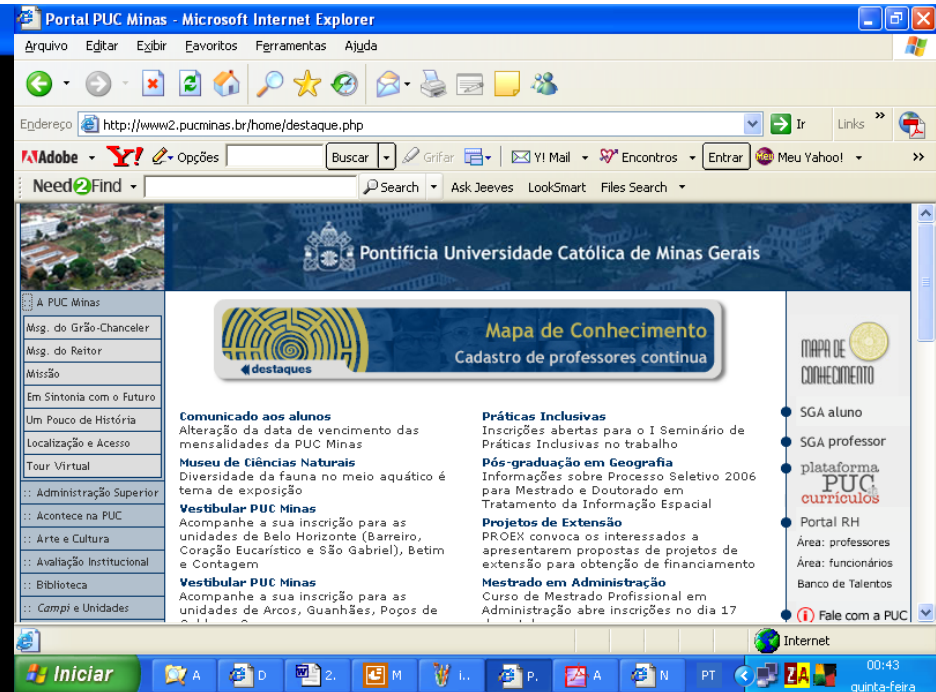 Portal PUC Minas - Microsoft Internet Explorer
Arquivo Editar Exibir Favoritos Ferramentas Ajuda
Endereço http://www2.pucminas.br/home/destaque.php Ir Links »
Adobe Y! Opções Buscar Grifar Y! Mail Encontros Entrar Meu Yahoo! »
Need2Find Search Ask Jeeves LookSmart Files Search
Pontifícia Universidade Católica de Minas Gerais
:: A PUC Minas
Msg. do Grão-Chanceler
Msg. do Reitor
Missão
Em Sintonia com o Futuro
Um Pouco de História
Localização e Acesso
Tour Virtual
:: Administração Superior
:: Acontece na PUC
:: Arte e Cultura
:: Avaliação Institucional
:: Biblioteca
:: Campi e Unidades
destaques
Mapa de Conhecimento
Cadastro de professores continua
Comunicado aos alunos
Alteração da data de vencimento das
mensalidades da PUC Minas
Museu de Ciências Naturais
Diversidade da fauna no meio aquático é
tema de exposição
Vestibular PUC Minas
Acompanhe a sua inscrição para as
unidades de Belo Horizonte (Barreiro,
Coração Eucarístico e São Gabriel), Betim
e Contagem
Vestibular PUC Minas
Acompanhe a sua inscrição para as
unidades de Arcos, Guanhães, Poços de
Práticas Inclusivas
Inscrições abertas para o I Seminário de
Práticas Inclusivas no trabalho
Pós-graduação em Geografia
Informações sobre Processo Seletivo 2006
para Mestrado e Doutorado em
Tratamento da Informação Espacial
Projetos de Extensão
PROEX convoca os interessados a
apresentarem propostas de projetos de
extensão para obtenção de financiamento
Mestrado em Administração
Curso de Mestrado Profissional em
Administração abre inscrições no dia 17
MAPA DE
CONHECIMENTO
SGA aluno
SGA professor
plataforma
PUC
currículos
Portal RH
Área: professores
Área: funcionários
Banco de Talentos
Fale com a PUC
Internet
Iniciar A D 2. M i.. P. A N PT ZA 00:43
quinta-feira